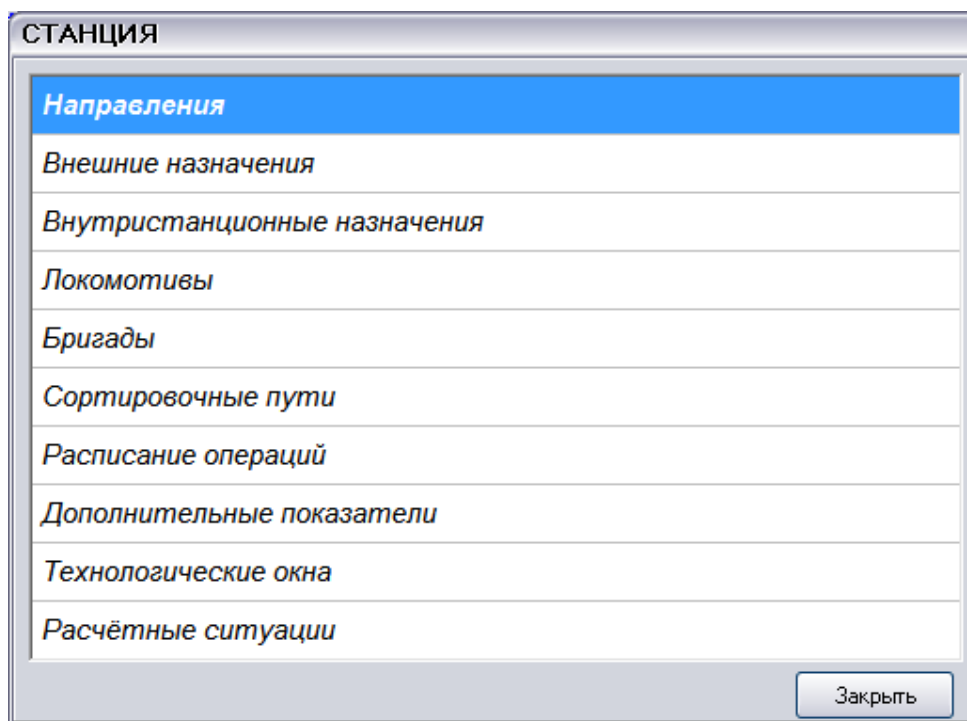 СТАНЦИЯ
Направления
Внешние назначения
Внутристанционные назначения
Локомотивы
Бригады
Сортировочные пути
Расписание операций
Дополнительные показатели
Технологические окна
Расчётные ситуации
Закрыть